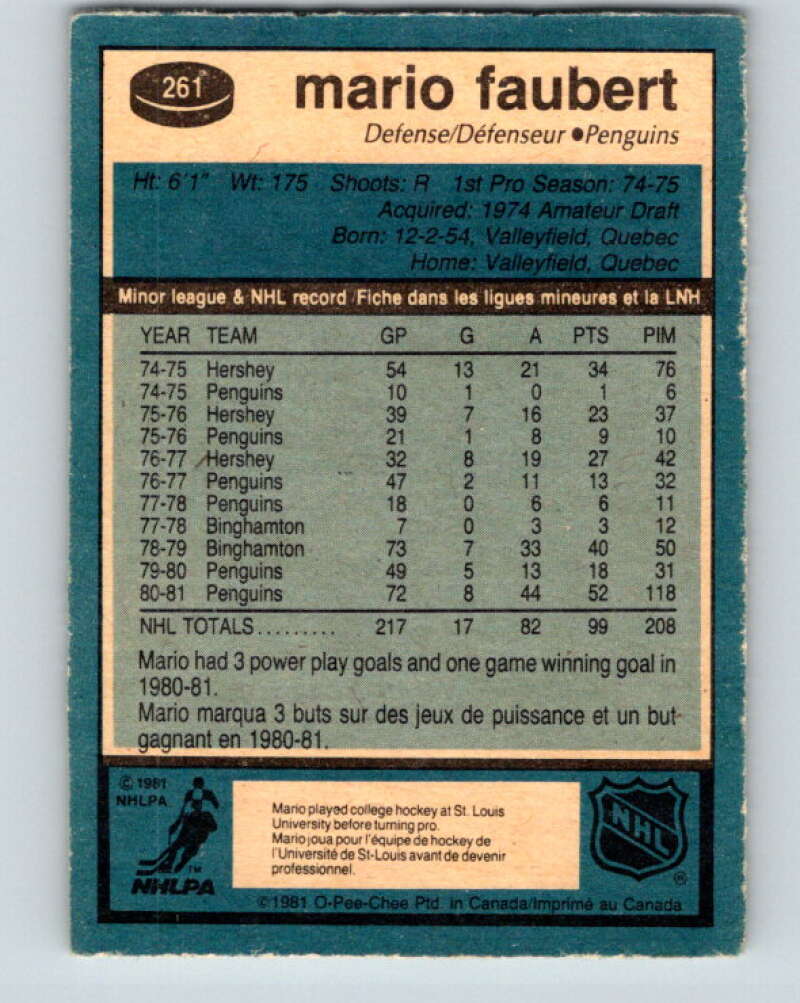 261
mario faubert
Defense/Défenseur ●Penguins
Ht: 6'1" Wt: 175 Shoots: R 1st Pro Season: 74-75
Acquired: 1974 Amateur Draft
Born: 12-2-54, Valleyfield, Quebec
Home: Valleyfield, Quebec
Minor league & NHL record/Fiche dans les ligues mineures et la LNH
YEAR TEAM GP G A PTS PIM
74-75 Hershey 54 13 21 34 76
74-75 Penguins 10 1 0 1 6
75-76 Hershey 39 7 16 23 37
75-76 Penguins 21 1 8 9 10
76-77 Hershey 32 8 19 27 42
76-77 Penguins 47 2 11 13 32
77-78 Penguins 18 0 6 6 11
77-78 Binghamton 7 0 3 3 12
78-79 Binghamton 73 7 33 40 50
79-80 Penguins 49 5 13 18 31
80-81 Penguins 72 8 44 52 118
NHL TOTALS......... 217 17 82 99 208
Mario had 3 power play goals and one game winning goal in
1980-81.
Mario marqua 3 buts sur des jeux de puissance et un but
gagnant en 1980-81.
© 1981
NHLPA
TM
NHLPA
Mario played college hockey at St. Louis
University before turning pro.
Mario joua pour l'équipe de hockey de
l'Université de St-Louis avant de devenir
professionnel.
NHL
®
©1981 O-Pee-Chee Ptd. in Canada/Imprimé au Canada